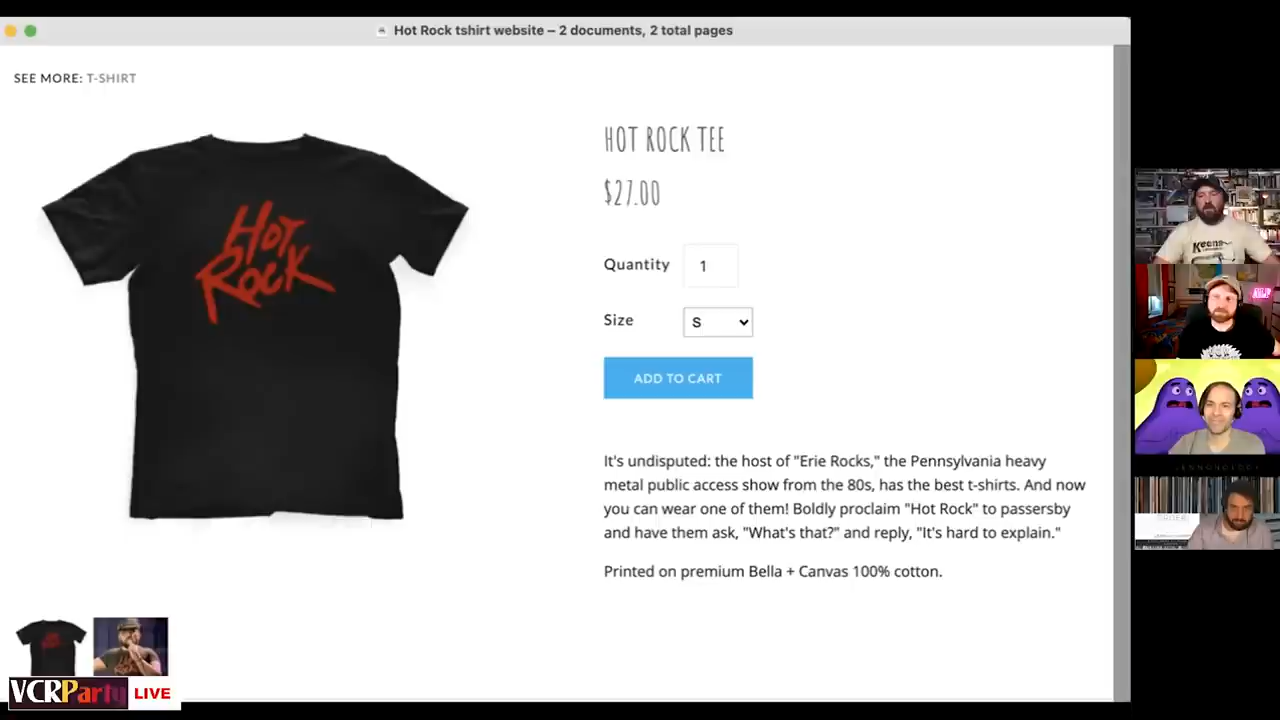 Hot Rock tshirt website – 2 documents, 2 total pages
SEE MORE: T-SHIRT
HOT ROCK TEE
$27.00
HOT
ROCK
Quantity 1
Size S
ADD TO CART
It's undisputed: the host of "Erie Rocks," the Pennsylvania heavy
metal public access show from the 80s, has the best t-shirts. And now
you can wear one of them! Boldly proclaim "Hot Rock" to passersby
and have them ask, "What's that?" and reply, "It's hard to explain."
Printed on premium Bella + Canvas 100% cotton.
Keens
VCRParty LIVE